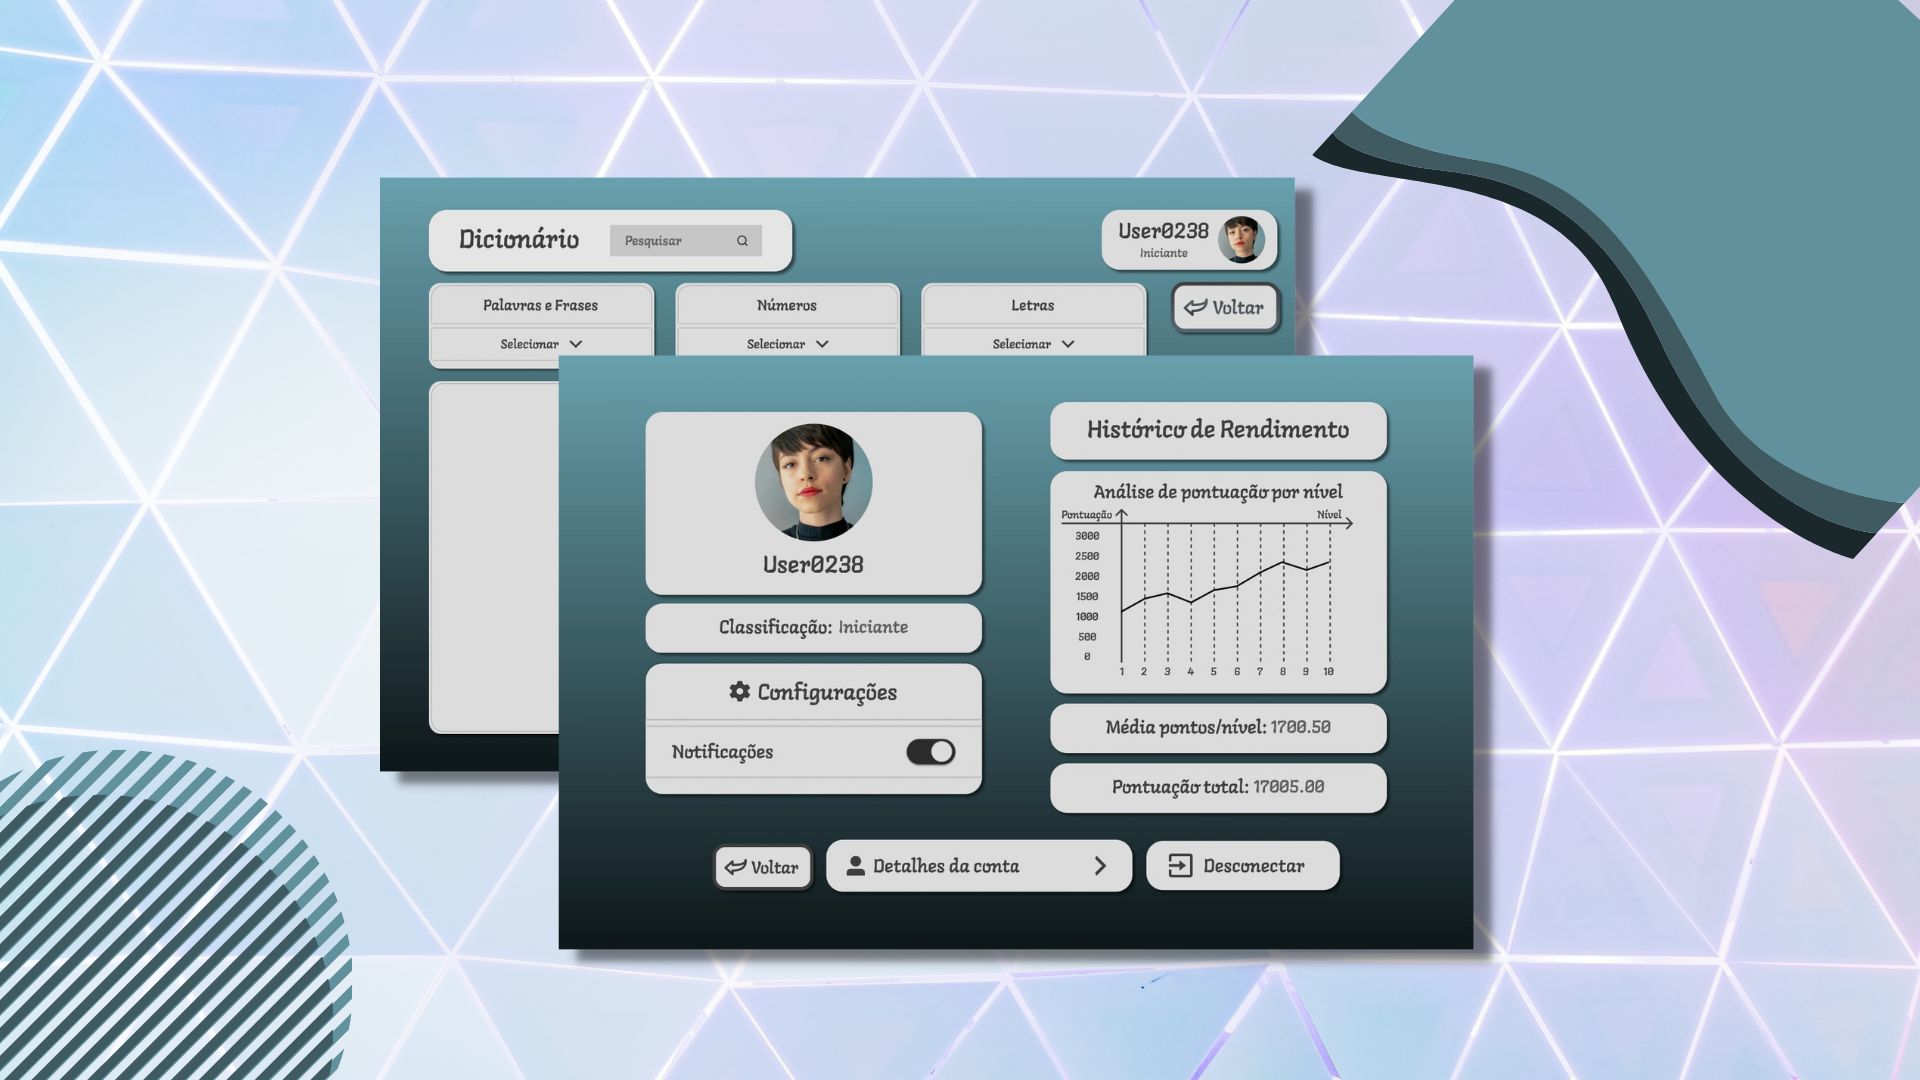 Dicionário
Pesquisar
User0238
Iniciante
Palavras e Frases
Números
Letras
Voltar
Selecionar
Selecionar
Selecionar
User0238
Classificação: Iniciante
Configurações
Notificações
Histórico de Rendimento
Análise de pontuação por nível
Pontuação
Nível
3000
2500
2000
1500
1000
500
0
1 2 3 4 5 6 7 8 9 10
Média pontos/nível: 1700.50
Pontuação total: 17005.00
Voltar
Detalhes da conta
Desconectar